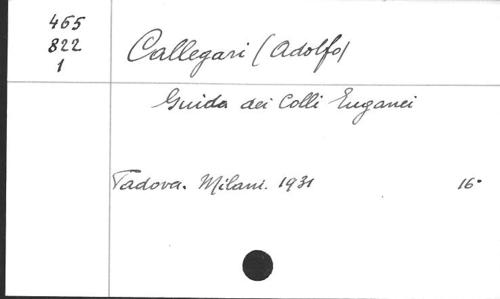 465
822
1
Callegari (Adolfo)
Guida dei Colli Euganei
Padova. Milani. 1931 16°